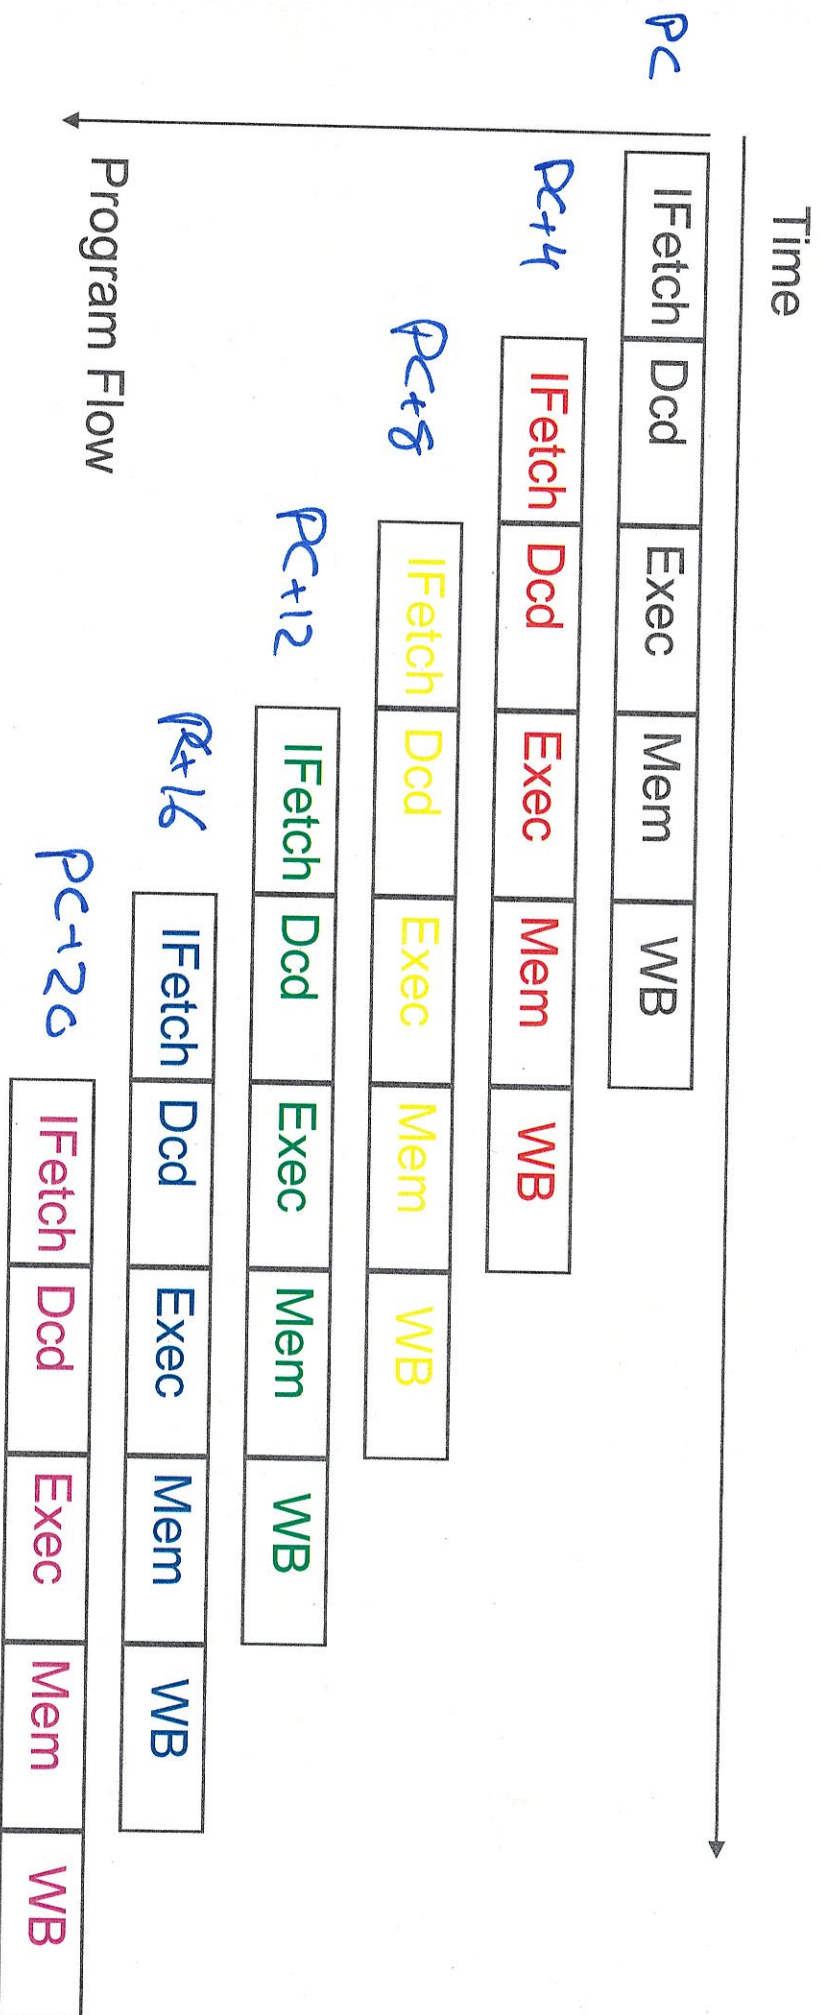 Time
PC IFetch Dcd Exec Mem WB
PC+4 IFetch Dcd Exec Mem WB
PC+8 IFetch Dcd Exec Mem WB
PC+12 IFetch Dcd Exec Mem WB
PC+16 IFetch Dcd Exec Mem WB
PC+20 IFetch Dcd Exec Mem WB
Program Flow